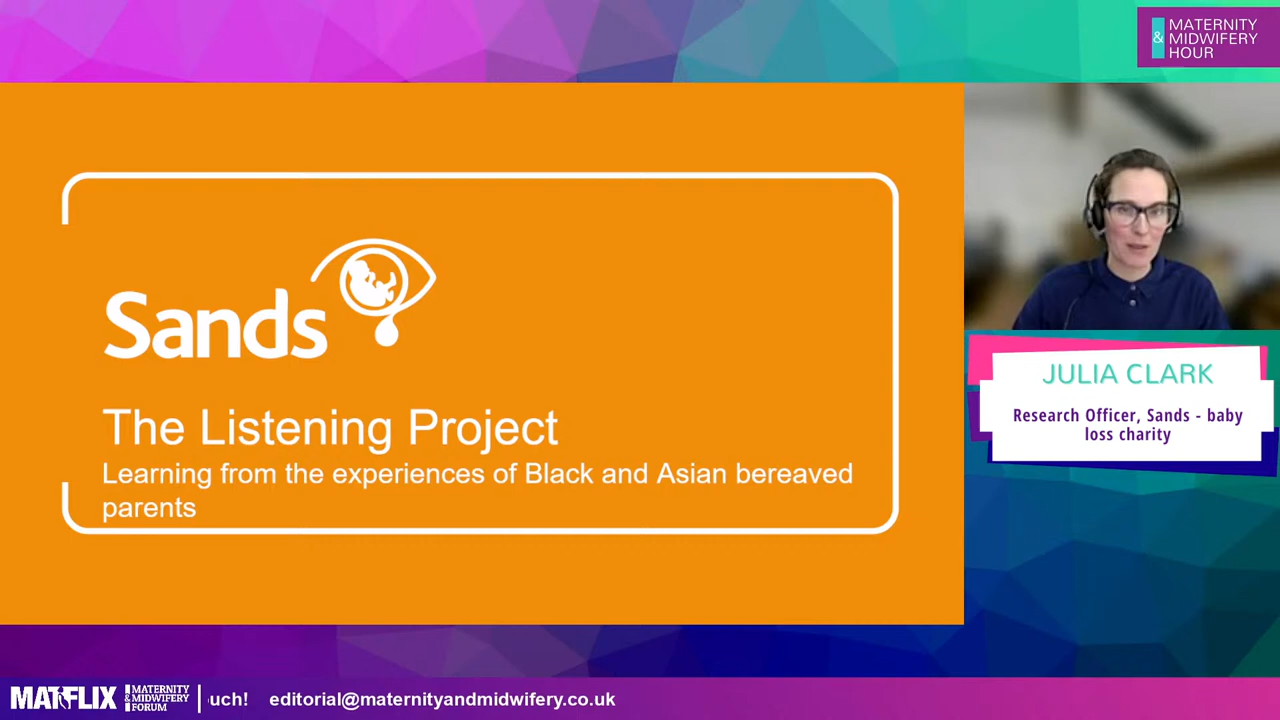 &
MATERNITY
MIDWIFERY
HOUR
Sands
The Listening Project
Learning from the experiences of Black and Asian bereaved
parents
JULIA CLARK
Research Officer, Sands - baby
loss charity
MATFLIX
MATERNITY
& MIDWIFERY
FORUM
uch! editorial@maternityandmidwifery.co.uk